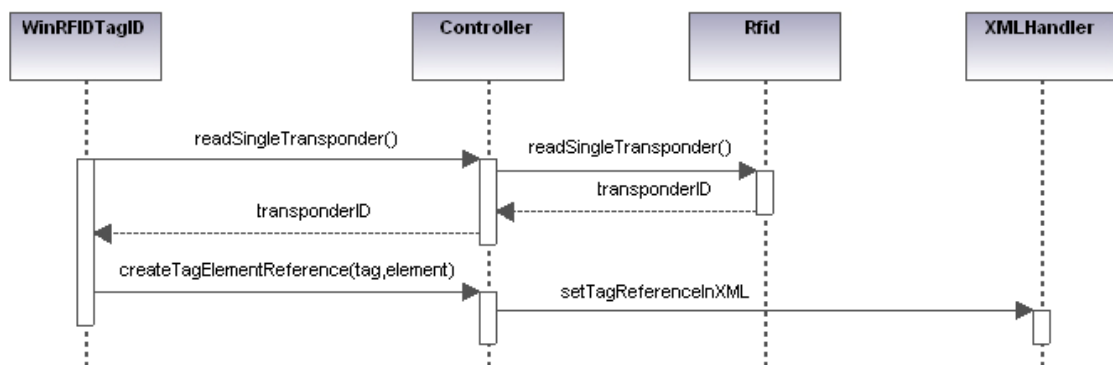 WinRFIDTagID
Controller
Rfid
XMLHandler
readSingleTransponder()
readSingleTransponder()
transponderID
transponderID
createTagElementReference(tag,element)
setTagReferenceInXML